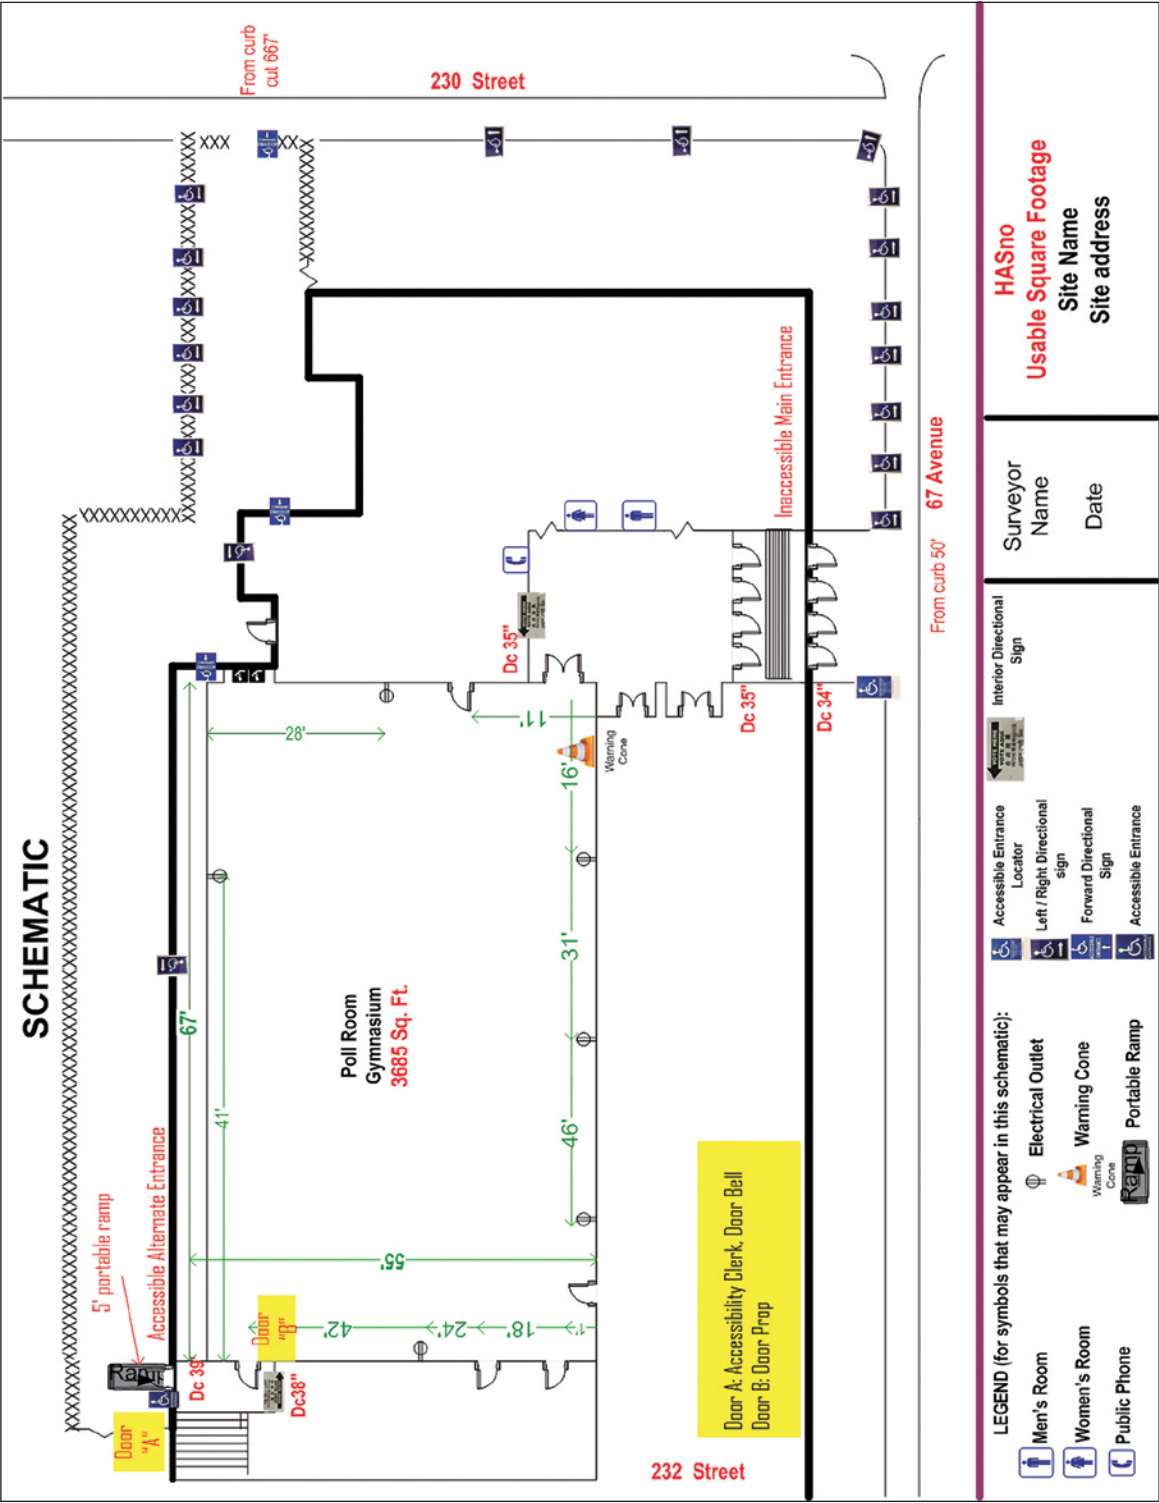 SCHEMATIC
From curb
cut 667'
230 Street
5' portable ramp
Accessible Alternate Entrance
Door
"A"
Ramp
Dc 39"
Door
"B"
Dc38"
67'
41'
28'
55'
42'
24'
18'
1'
Poll Room
Gymnasium
3685 Sq. Ft.
46'
31'
16'
11'
Warning
Cone
Dc 35"
Dc 35"
Dc 34"
Inaccessible Main Entrance
Door A: Accessibility Clerk, Door Bell
Door B: Door Prop
232 Street
From curb 50'
67 Avenue
LEGEND (for symbols that may appear in this schematic):
Men's Room
Women's Room
Public Phone
Electrical Outlet
Warning
Cone
Warning Cone
Ramp
Portable Ramp
Accessible Entrance
Locator
Left / Right Directional
sign
Forward Directional
Sign
Accessible Entrance
VOTE HERE
Interior Directional
Sign
Surveyor
Name
Date
HASno
Usable Square Footage
Site Name
Site address